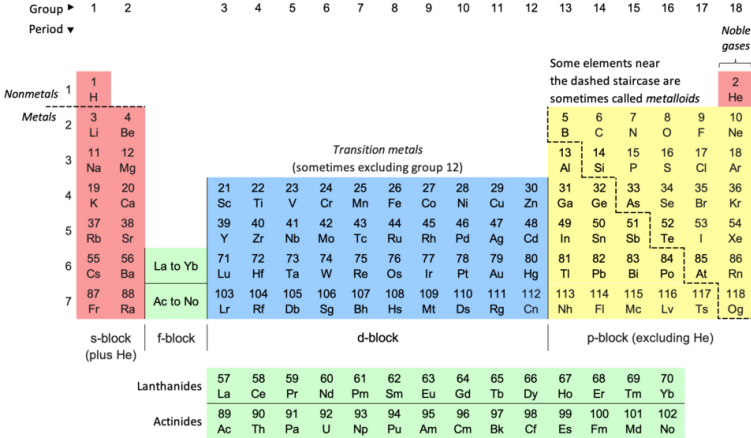 Group ► 1 2 3 4 5 6 7 8 9 10 11 12 13 14 15 16 17 18
Period ▼
Noble
gases
Some elements near
the dashed staircase are
sometimes called metalloids
Nonmetals
Metals
1
1 2
H He
2
3 4 5 6 7 8 9 10
Li Be B C N O F Ne
Transition metals
(sometimes excluding group 12)
3
11 12 13 14 15 16 17 18
Na Mg Al Si P S Cl Ar
4
19 20 21 22 23 24 25 26 27 28 29 30 31 32 33 34 35 36
K Ca Sc Ti V Cr Mn Fe Co Ni Cu Zn Ga Ge As Se Br Kr
5
37 38 39 40 41 42 43 44 45 46 47 48 49 50 51 52 53 54
Rb Sr Y Zr Nb Mo Tc Ru Rh Pd Ag Cd In Sn Sb Te I Xe
6
55 56 La to Yb 71 72 73 74 75 76 77 78 79 80 81 82 83 84 85 86
Cs Ba Lu Hf Ta W Re Os Ir Pt Au Hg Tl Pb Bi Po At Rn
7
87 88 Ac to No 103 104 105 106 107 108 109 110 111 112 113 114 115 116 117 118
Fr Ra Lr Rf Db Sg Bh Hs Mt Ds Rg Cn Nh Fl Mc Lv Ts Og
s-block
(plus He)
f-block
d-block
p-block (excluding He)
Lanthanides
57 58 59 60 61 62 63 64 65 66 67 68 69 70
La Ce Pr Nd Pm Sm Eu Gd Tb Dy Ho Er Tm Yb
Actinides
89 90 91 92 93 94 95 96 97 98 99 100 101 102
Ac Th Pa U Np Pu Am Cm Bk Cf Es Fm Md No